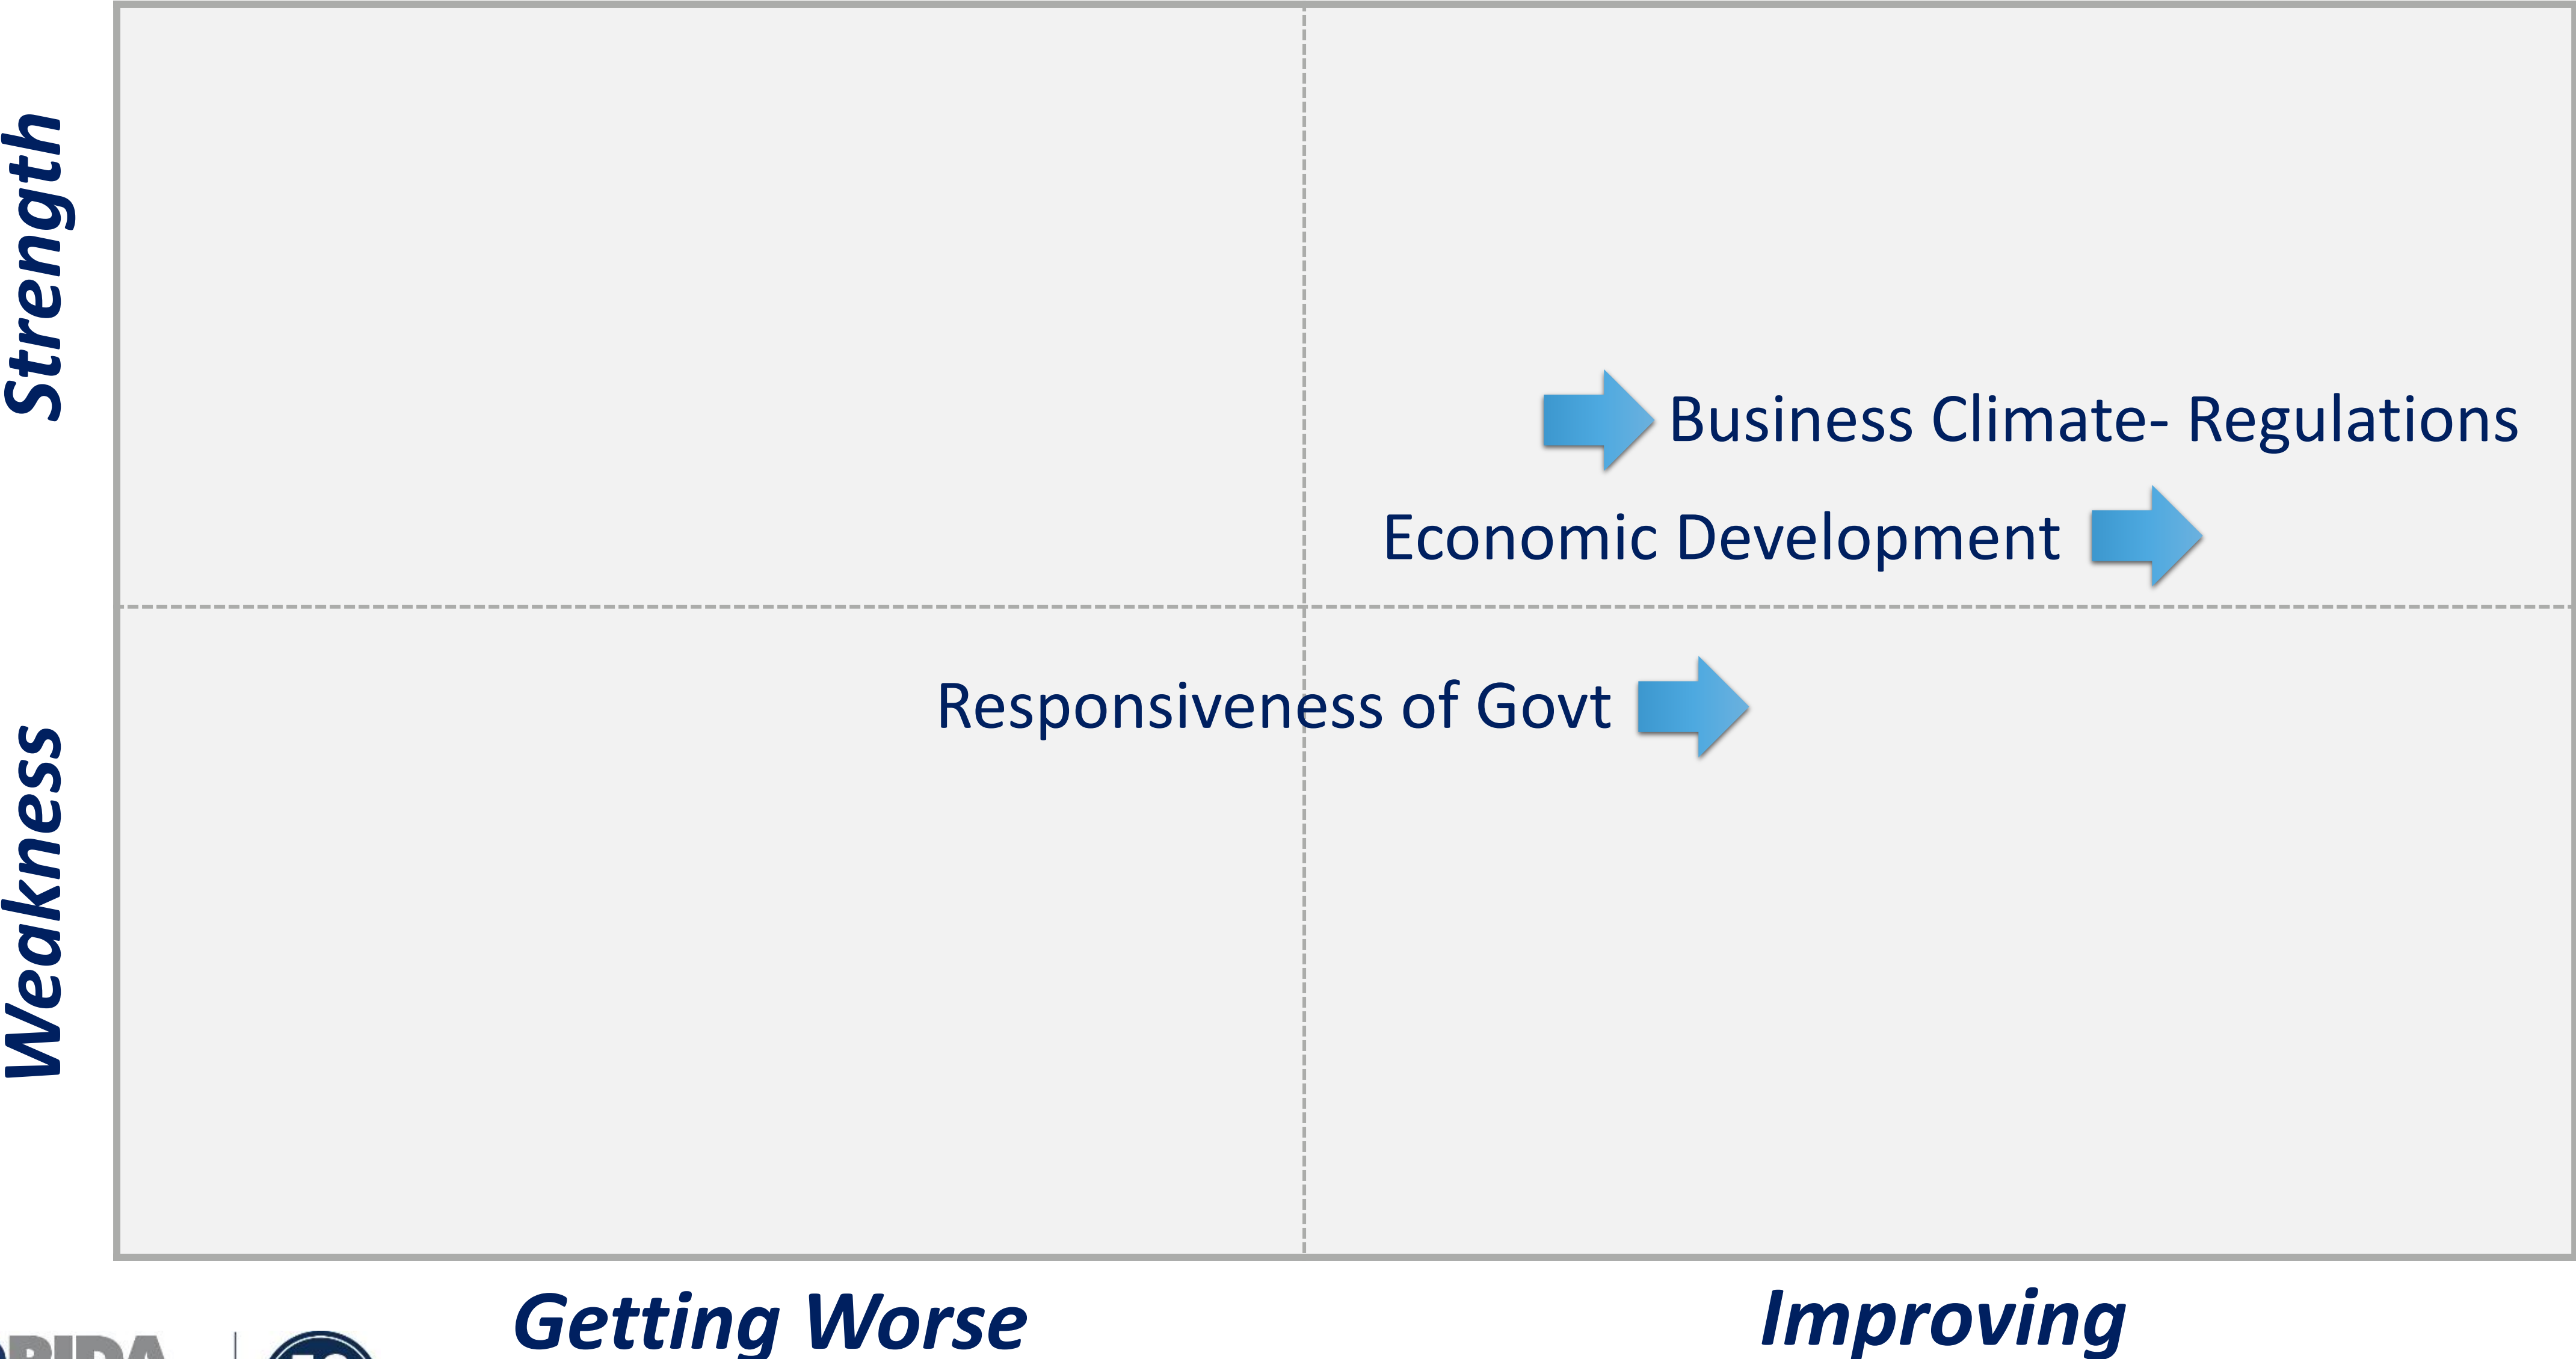 Strength
Business Climate- Regulations
Economic Development
Responsiveness of Govt
Weakness
Getting Worse
Improving